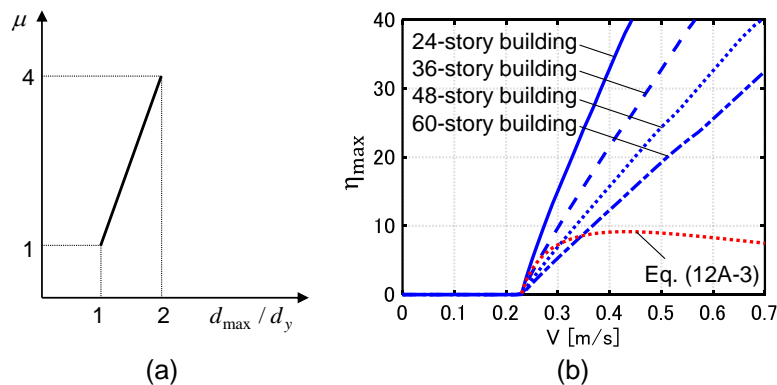 μ
4
1
1
2
d_max / d_y
(a)
40
30
20
10
0
η_max
24-story building
36-story building
48-story building
60-story building
Eq. (12A-3)
0
0.1
0.2
0.3
0.4
0.5
0.6
0.7
V [m/s]
(b)